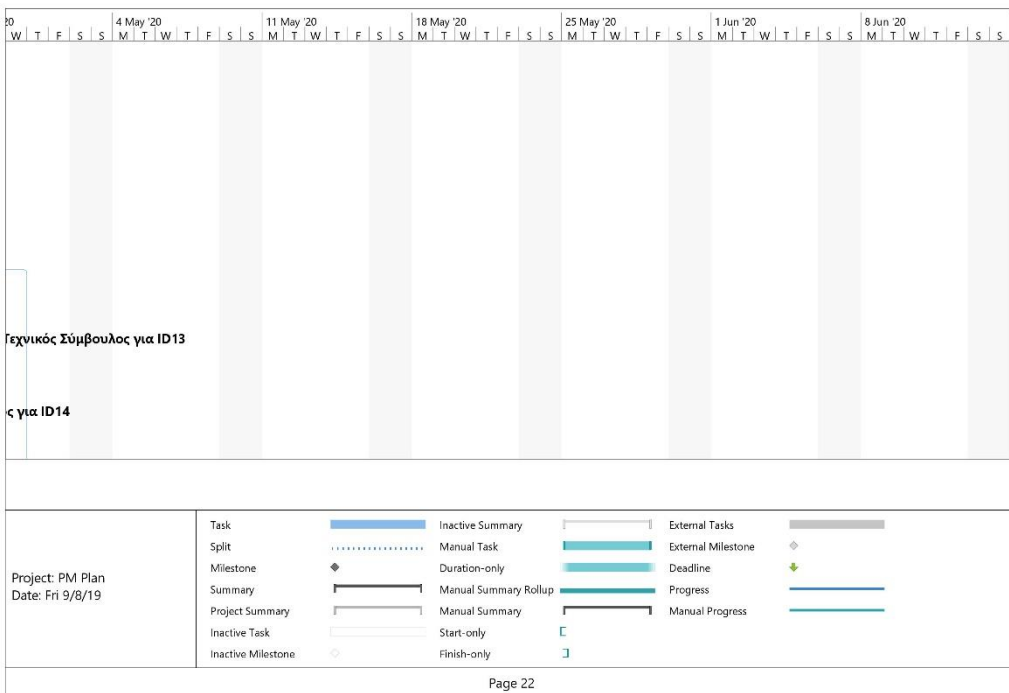 20 4 May '20 11 May '20 18 May '20 25 May '20 1 Jun '20 8 Jun '20
W T F S S M T W T F S S M T W T F S S M T W T F S S M T W T F S S M T W T F S S M T W T F S S
Τεχνικός Σύμβουλος για ID13
ς για ID14
Project: PM Plan
Date: Fri 9/8/19
Task
Split
Milestone
Summary
Project Summary
Inactive Task
Inactive Milestone
Inactive Summary
Manual Task
Duration-only
Manual Summary Rollup
Manual Summary
Start-only
Finish-only
External Tasks
External Milestone
Deadline
Progress
Manual Progress
Page 22